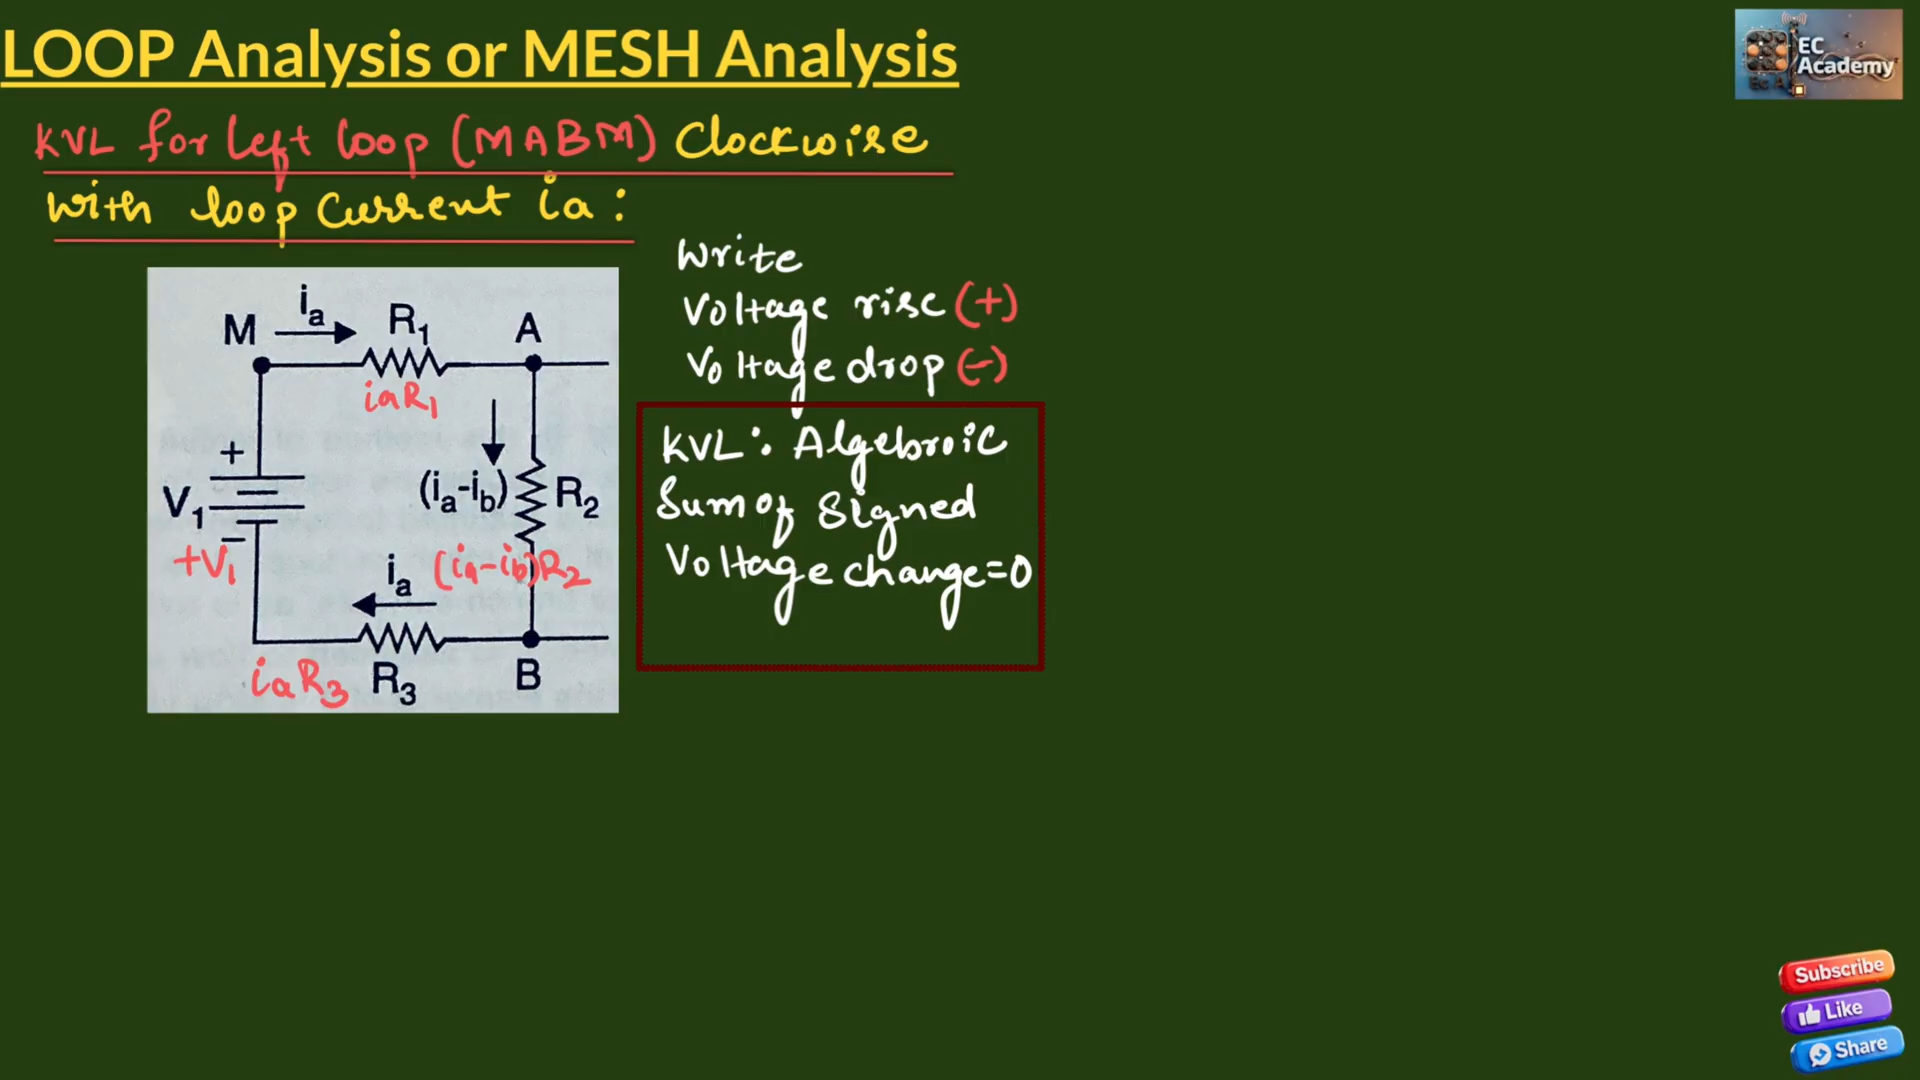 LOOP Analysis or MESH Analysis
EC
Academy
KVL for Left loop (MABM) Clockwise
with loop Current ia :
Write
Voltage rise (+)
Voltage drop (-)
KVL: Algebraic
Sum of Signed
Voltage change=0
ia
M
R1
A
iaR1
+
V1
(ia-ib)
R2
−
+V1
ia
(ia-ib)R2
iaR3
R3
B
Subscribe
Like
Share